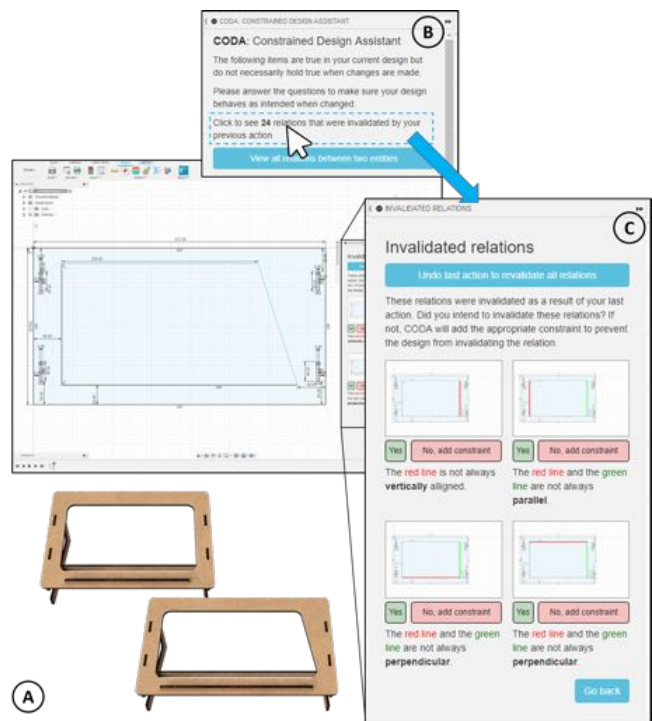 CODA: CONSTRAINED DESIGN ASSISTANT
B
CODA: Constrained Design Assistant
The following items are true in your current design but
do not necessarily hold true when changes are made.
Please answer the questions to make sure your design
behaves as intended when changed.
Click to see 24 relations that were invalidated by your
previous action
View all relations between two entities
INVALIDATED RELATIONS
C
Invalidated relations
Undo last action to revalidate all relations
These relations were invalidated as a result of your last
action. Did you intend to invalidate these relations? If
not, CODA will add the appropriate constraint to prevent
the design from invalidating the relation.
Yes
No, add constraint
Yes
No, add constraint
The red line is not always
vertically alligned.
The red line and the green
line are not always
parallel.
Yes
No, add constraint
Yes
No, add constraint
The red line and the green
line are not always
perpendicular.
The red line and the green
line are not always
perpendicular.
Go back
A